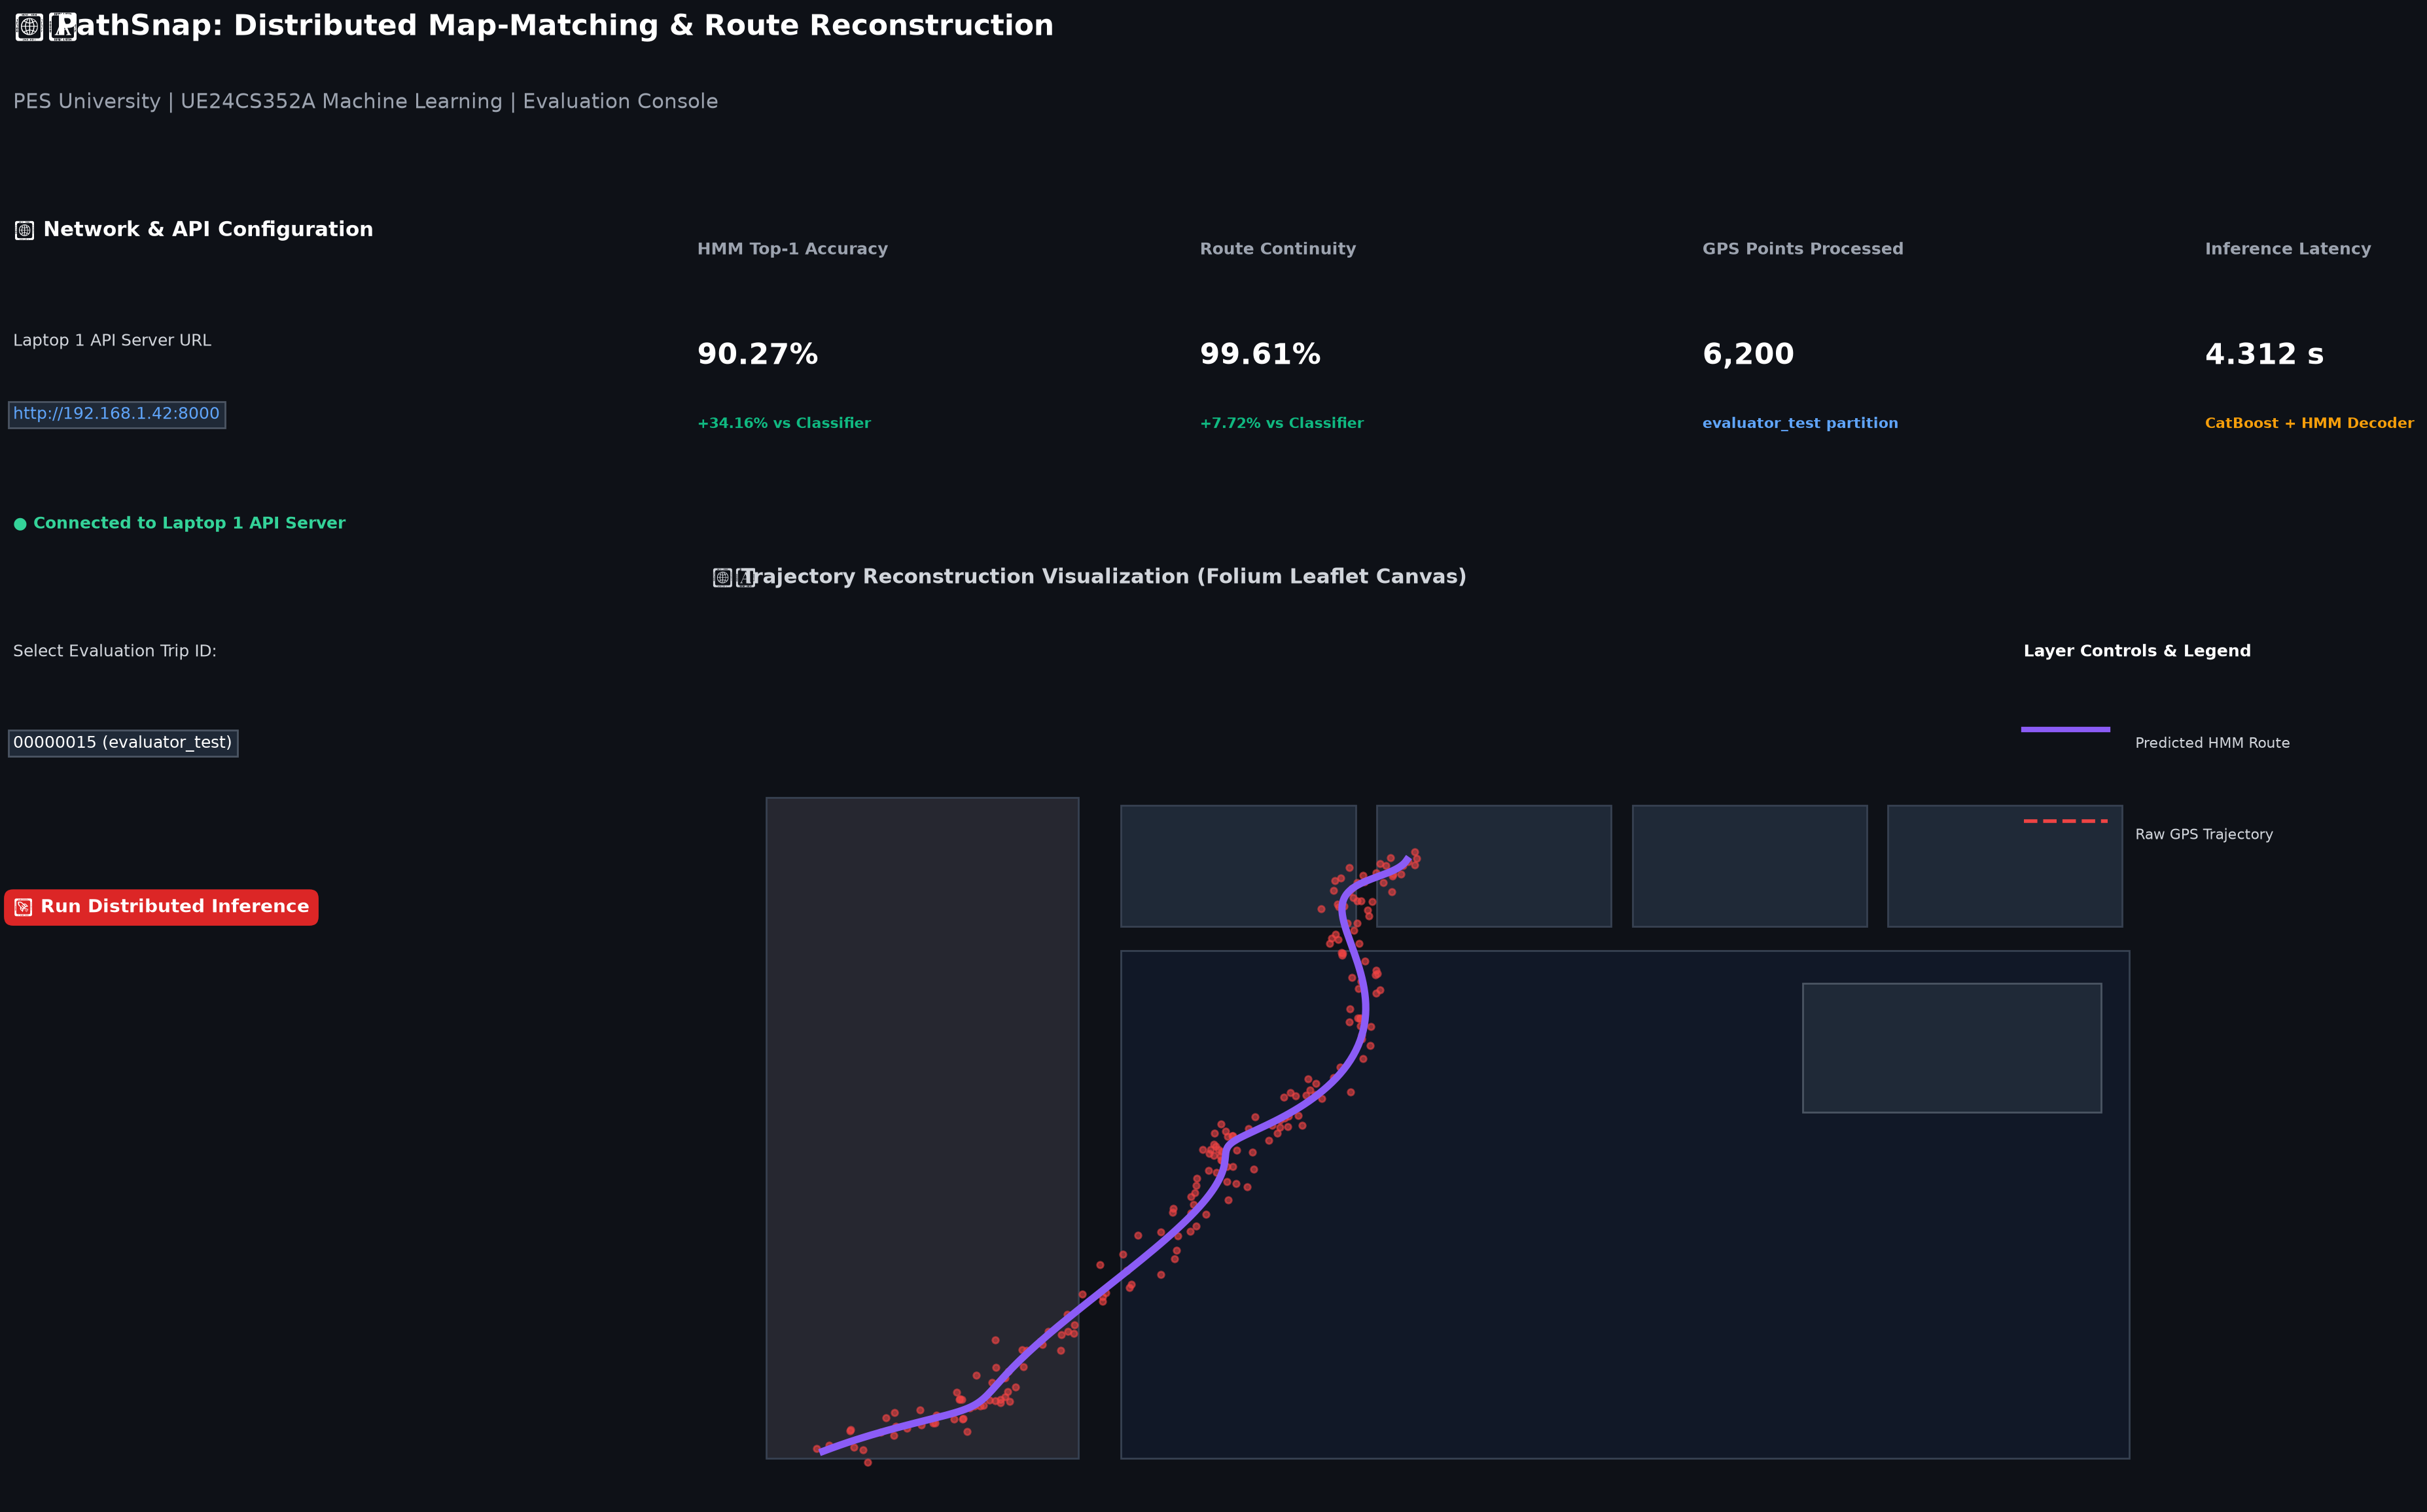 PathSnap: Distributed Map-Matching & Route Reconstruction
PES University | UE24CS352A Machine Learning | Evaluation Console
Network & API Configuration
Laptop 1 API Server URL
http://192.168.1.42:8000
● Connected to Laptop 1 API Server
Select Evaluation Trip ID:
00000015 (evaluator_test)
Run Distributed Inference
HMM Top-1 Accuracy
90.27%
+34.16% vs Classifier
Route Continuity
99.61%
+7.72% vs Classifier
GPS Points Processed
6,200
evaluator_test partition
Inference Latency
4.312 s
CatBoost + HMM Decoder
Trajectory Reconstruction Visualization (Folium Leaflet Canvas)
Layer Controls & Legend
Predicted HMM Route
Raw GPS Trajectory